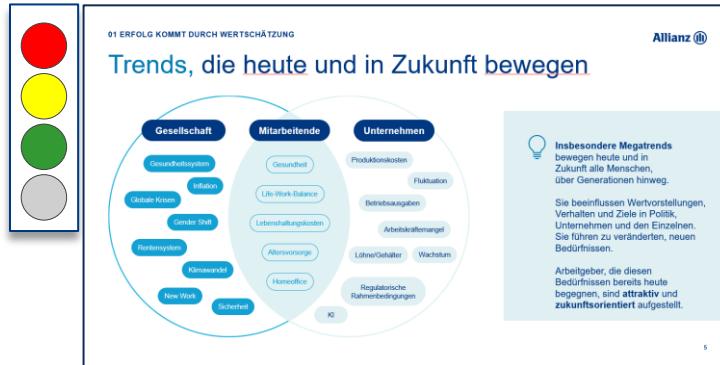 01 ERFOLG KOMMT DURCH WERTSCHÄTZUNG
Allianz
Trends, die heute und in Zukunft bewegen
Gesellschaft
Mitarbeitende
Unternehmen
Gesundheitssystem
Inflation
Globale Krisen
Gender Shift
Rentensystem
Klimawandel
New Work
Sicherheit
Gesundheit
Life-Work-Balance
Lebenshaltungskosten
Altersvorsorge
Homeoffice
Produktionskosten
Fluktuation
Betriebsausgaben
Arbeitskräftemangel
Löhne/Gehälter
Wachstum
Regulatorische
Rahmenbedingungen
KI
Insbesondere Megatrends
bewegen heute und in
Zukunft alle Menschen,
über Generationen hinweg.
Sie beeinflussen Wertvorstellungen,
Verhalten und Ziele in Politik,
Unternehmen und den Einzelnen.
Sie führen zu veränderten, neuen
Bedürfnissen.
Arbeitgeber, die diesen
Bedürfnissen bereits heute
begegnen, sind attraktiv und
zukunftsorientiert aufgestellt.
5